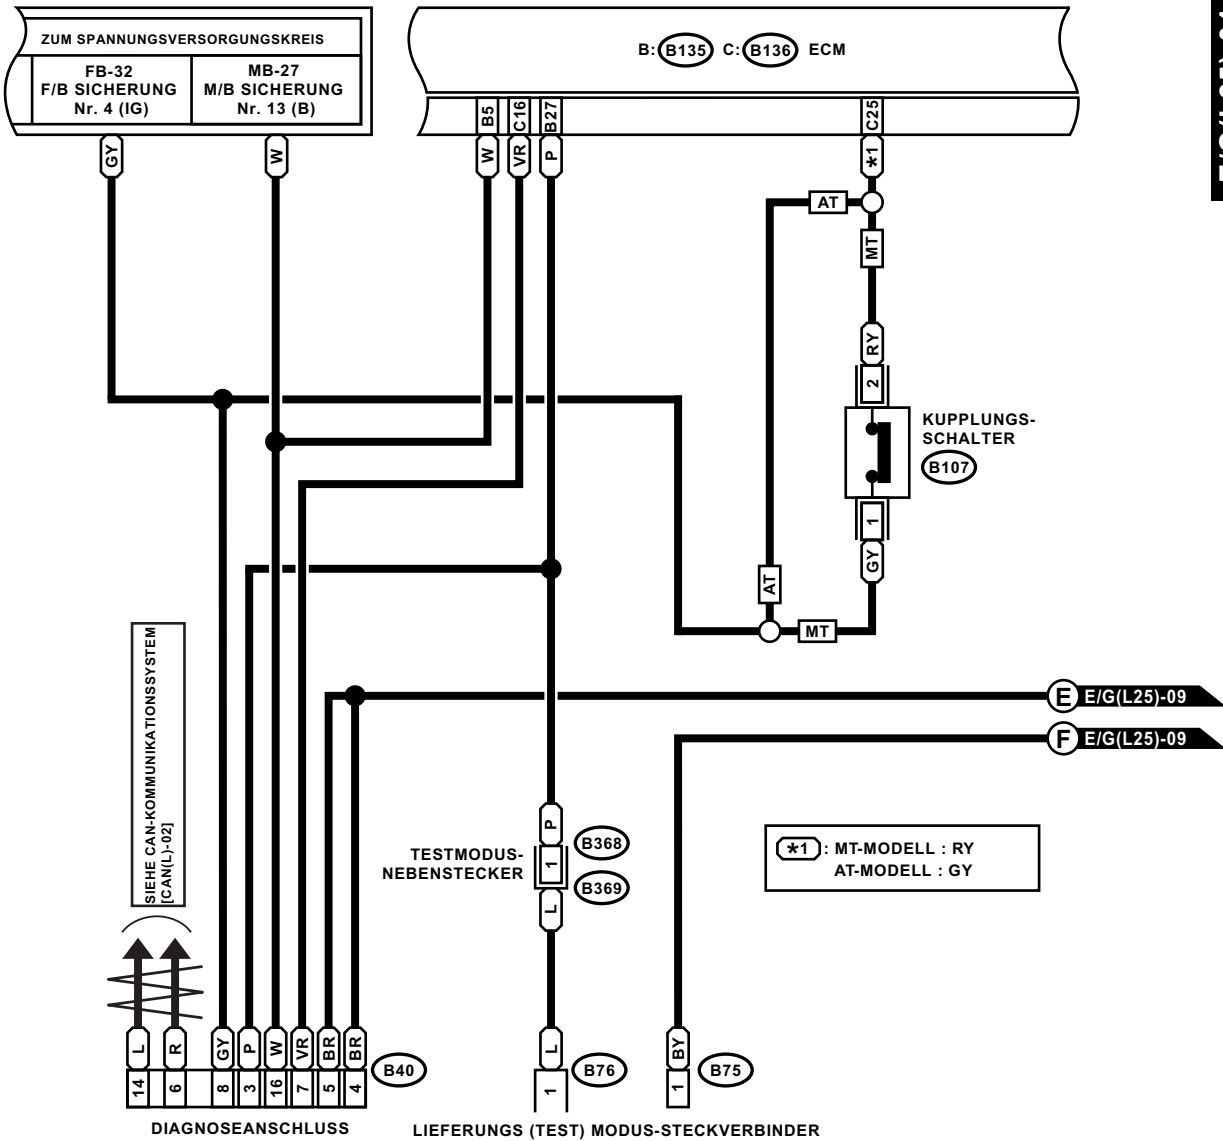 ZUM SPANNUNGSVERSORGUNGSKREIS
FB-32
F/B SICHERUNG
Nr. 4 (IG)
MB-27
M/B SICHERUNG
Nr. 13 (B)
B: B135 C: B136 ECM
B5
C16
B27
C25
GY
W
W
VR
P
*1
AT
MT
RY
2
KUPPLUNGS-
SCHALTER
B107
1
GY
AT
MT
SIEHE CAN-KOMMUNIKATIONSSYSTEM
[CAN(L)-02]
E E/G(L25)-09
F E/G(L25)-09
P
TESTMODUS-
NEBENSTECKER
1
B368
B369
L
*1 : MT-MODELL : RY
AT-MODELL : GY
L
R
GY
P
W
VR
BR
BR
14
6
8
3
16
7
5
4
B40
L
1
B76
BY
1
B75
DIAGNOSEANSCHLUSS
LIEFERUNGS (TEST) MODUS-STECKVERBINDER